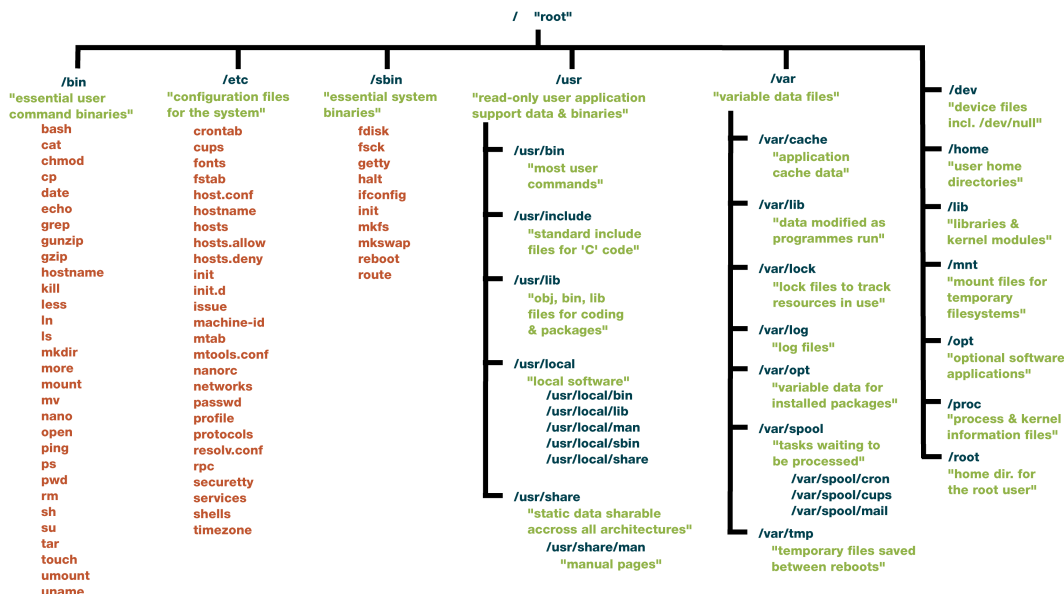 / "root"
/bin
"essential user
command binaries"
bash
cat
chmod
cp
date
echo
grep
gunzip
gzip
hostname
kill
less
ln
ls
mkdir
more
mount
mv
nano
open
ping
ps
pwd
rm
sh
su
tar
touch
umount
uname
/etc
"configuration files
for the system"
crontab
cups
fonts
fstab
host.conf
hostname
hosts
hosts.allow
hosts.deny
init
init.d
issue
machine-id
mtab
mtools.conf
nanorc
networks
passwd
profile
protocols
resolv.conf
rpc
securetty
services
shells
timezone
/sbin
"essential system
binaries"
fdisk
fsck
getty
halt
ifconfig
init
mkfs
mkswap
reboot
route
/usr
"read-only user application
support data & binaries"
/usr/bin
"most user
commands"
/usr/include
"standard include
files for 'C' code"
/usr/lib
"obj, bin, lib
files for coding
& packages"
/usr/local
"local software"
/usr/local/bin
/usr/local/lib
/usr/local/man
/usr/local/sbin
/usr/local/share
/usr/share
"static data sharable
accross all architectures"
/usr/share/man
"manual pages"
/var
"variable data files"
/var/cache
"application
cache data"
/var/lib
"data modified as
programmes run"
/var/lock
"lock files to track
resources in use"
/var/log
"log files"
/var/opt
"variable data for
installed packages"
/var/spool
"tasks waiting to
be processed"
/var/spool/cron
/var/spool/cups
/var/spool/mail
/var/tmp
"temporary files saved
between reboots"
/dev
"device files
incl. /dev/null"
/home
"user home
directories"
/lib
"libraries &
kernel modules"
/mnt
"mount files for
temporary
filesystems"
/opt
"optional software
applications"
/proc
"process & kernel
information files"
/root
"home dir. for
the root user"